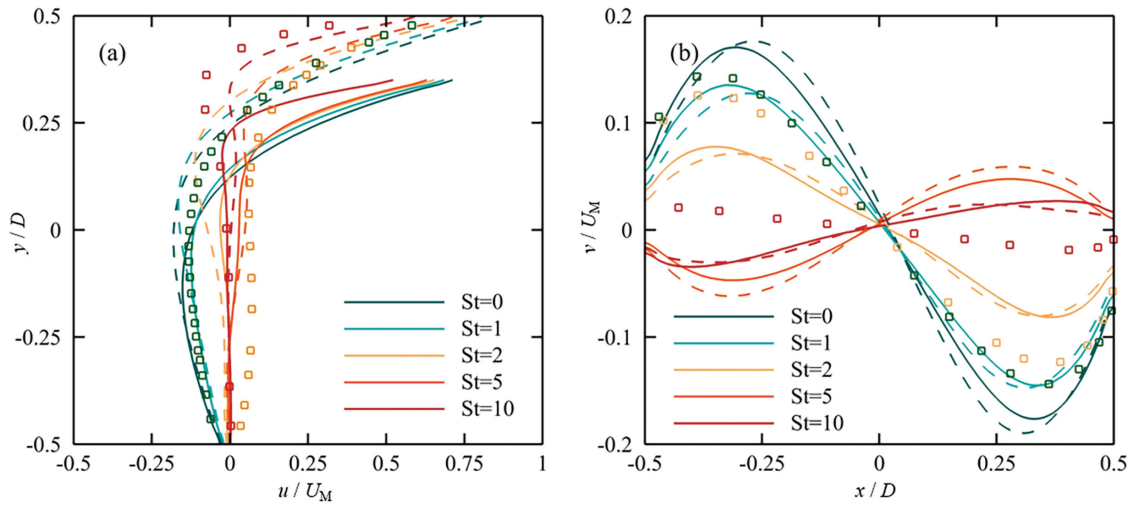 (a)
0.5
0.25
0
-0.25
-0.5
y / D
St=0
St=1
St=2
St=5
St=10
-0.5 -0.25 0 0.25 0.5 0.75 1
u / U_M
(b)
0.2
0.1
0
-0.1
-0.2
v / U_M
St=0
St=1
St=2
St=5
St=10
-0.5 -0.25 0 0.25 0.5
x / D